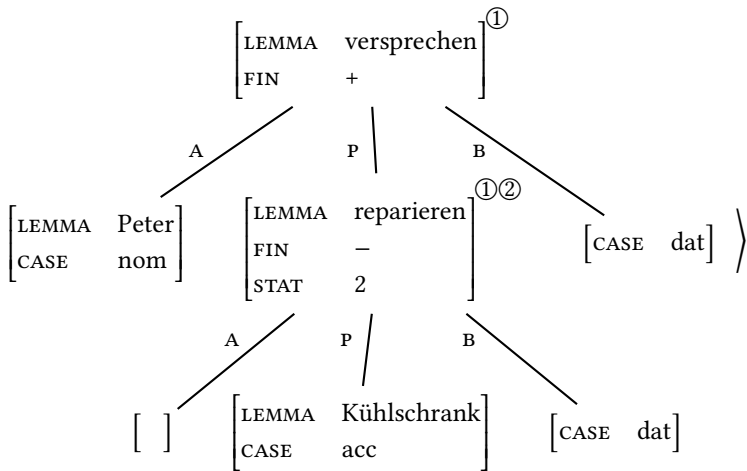 [LEMMA versprechen]①
[FIN +]
A P B
[LEMMA Peter]
[CASE nom]
[LEMMA reparieren]①②
[FIN −]
[STAT 2]
[CASE dat] ⟩
A P B
[ ]
[LEMMA Kühlschrank]
[CASE acc]
[CASE dat]